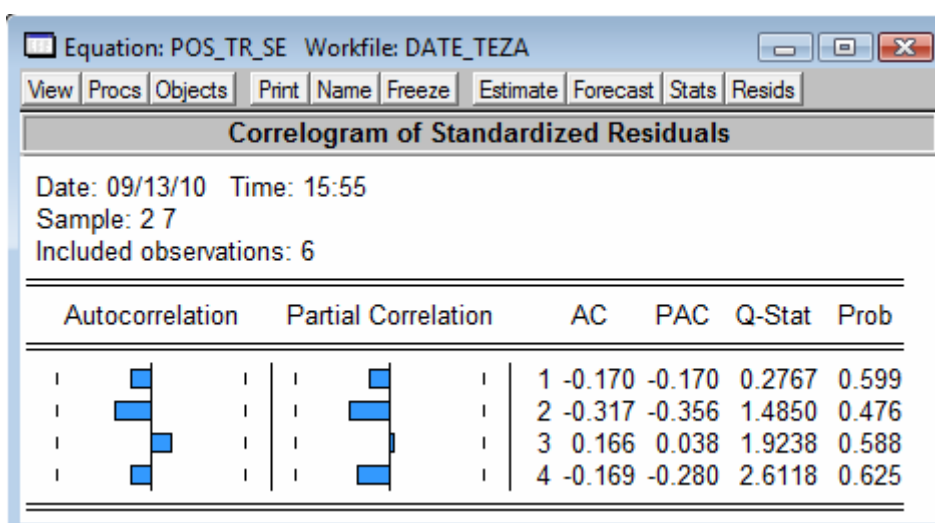 Equation: POS_TR_SE Workfile: DATE_TEZA
View Procs Objects Print Name Freeze Estimate Forecast Stats Resids
Correlogram of Standardized Residuals
Date: 09/13/10 Time: 15:55
Sample: 2 7
Included observations: 6
Autocorrelation Partial Correlation AC PAC Q-Stat Prob
1 -0.170 -0.170 0.2767 0.599
2 -0.317 -0.356 1.4850 0.476
3 0.166 0.038 1.9238 0.588
4 -0.169 -0.280 2.6118 0.625